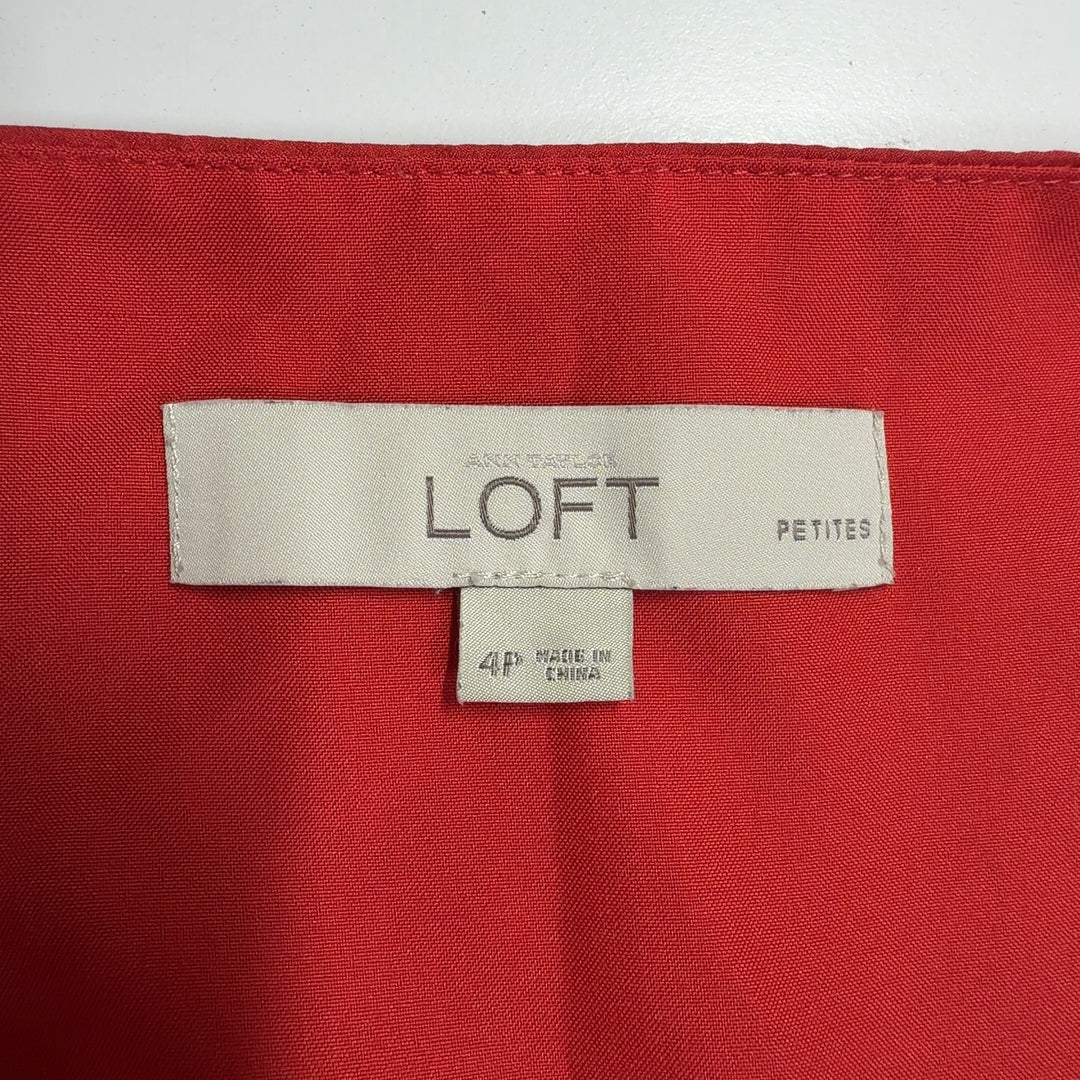 ANN TAYLOR
LOFT
PETITES
4P MADE IN
CHINA